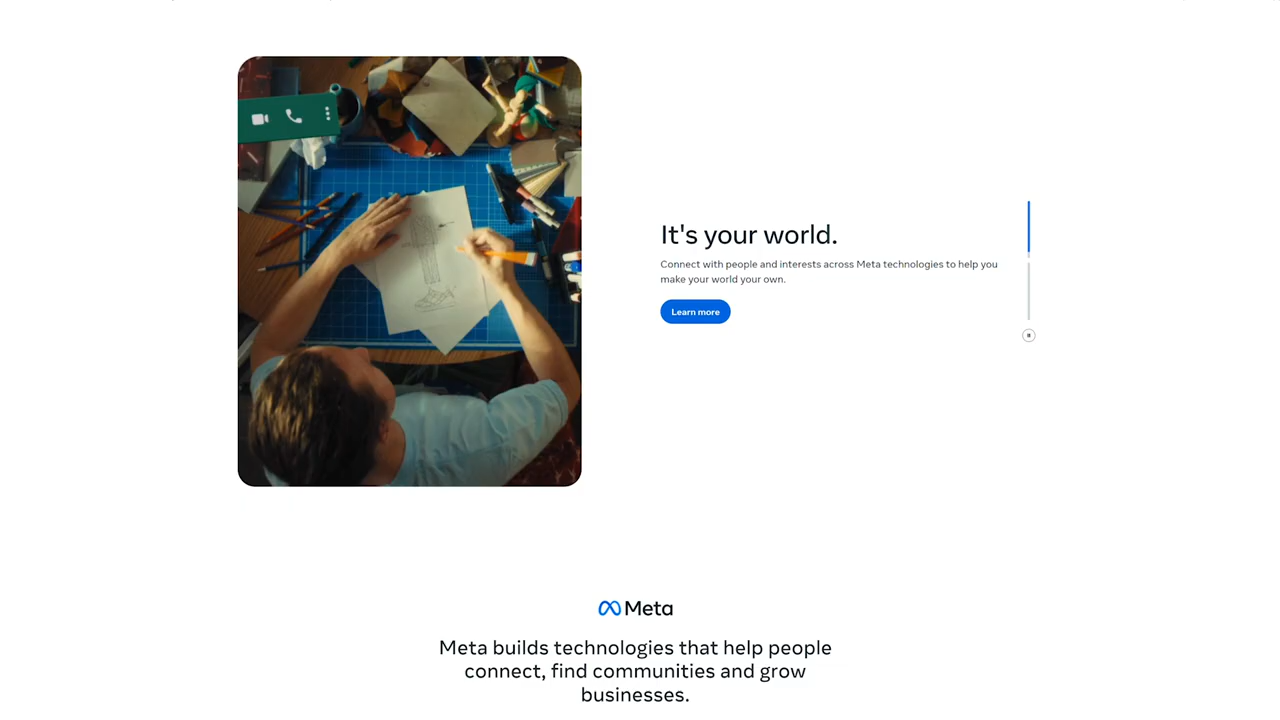 It's your world.
Connect with people and interests across Meta technologies to help you
make your world your own.
Learn more
Meta
Meta builds technologies that help people
connect, find communities and grow
businesses.